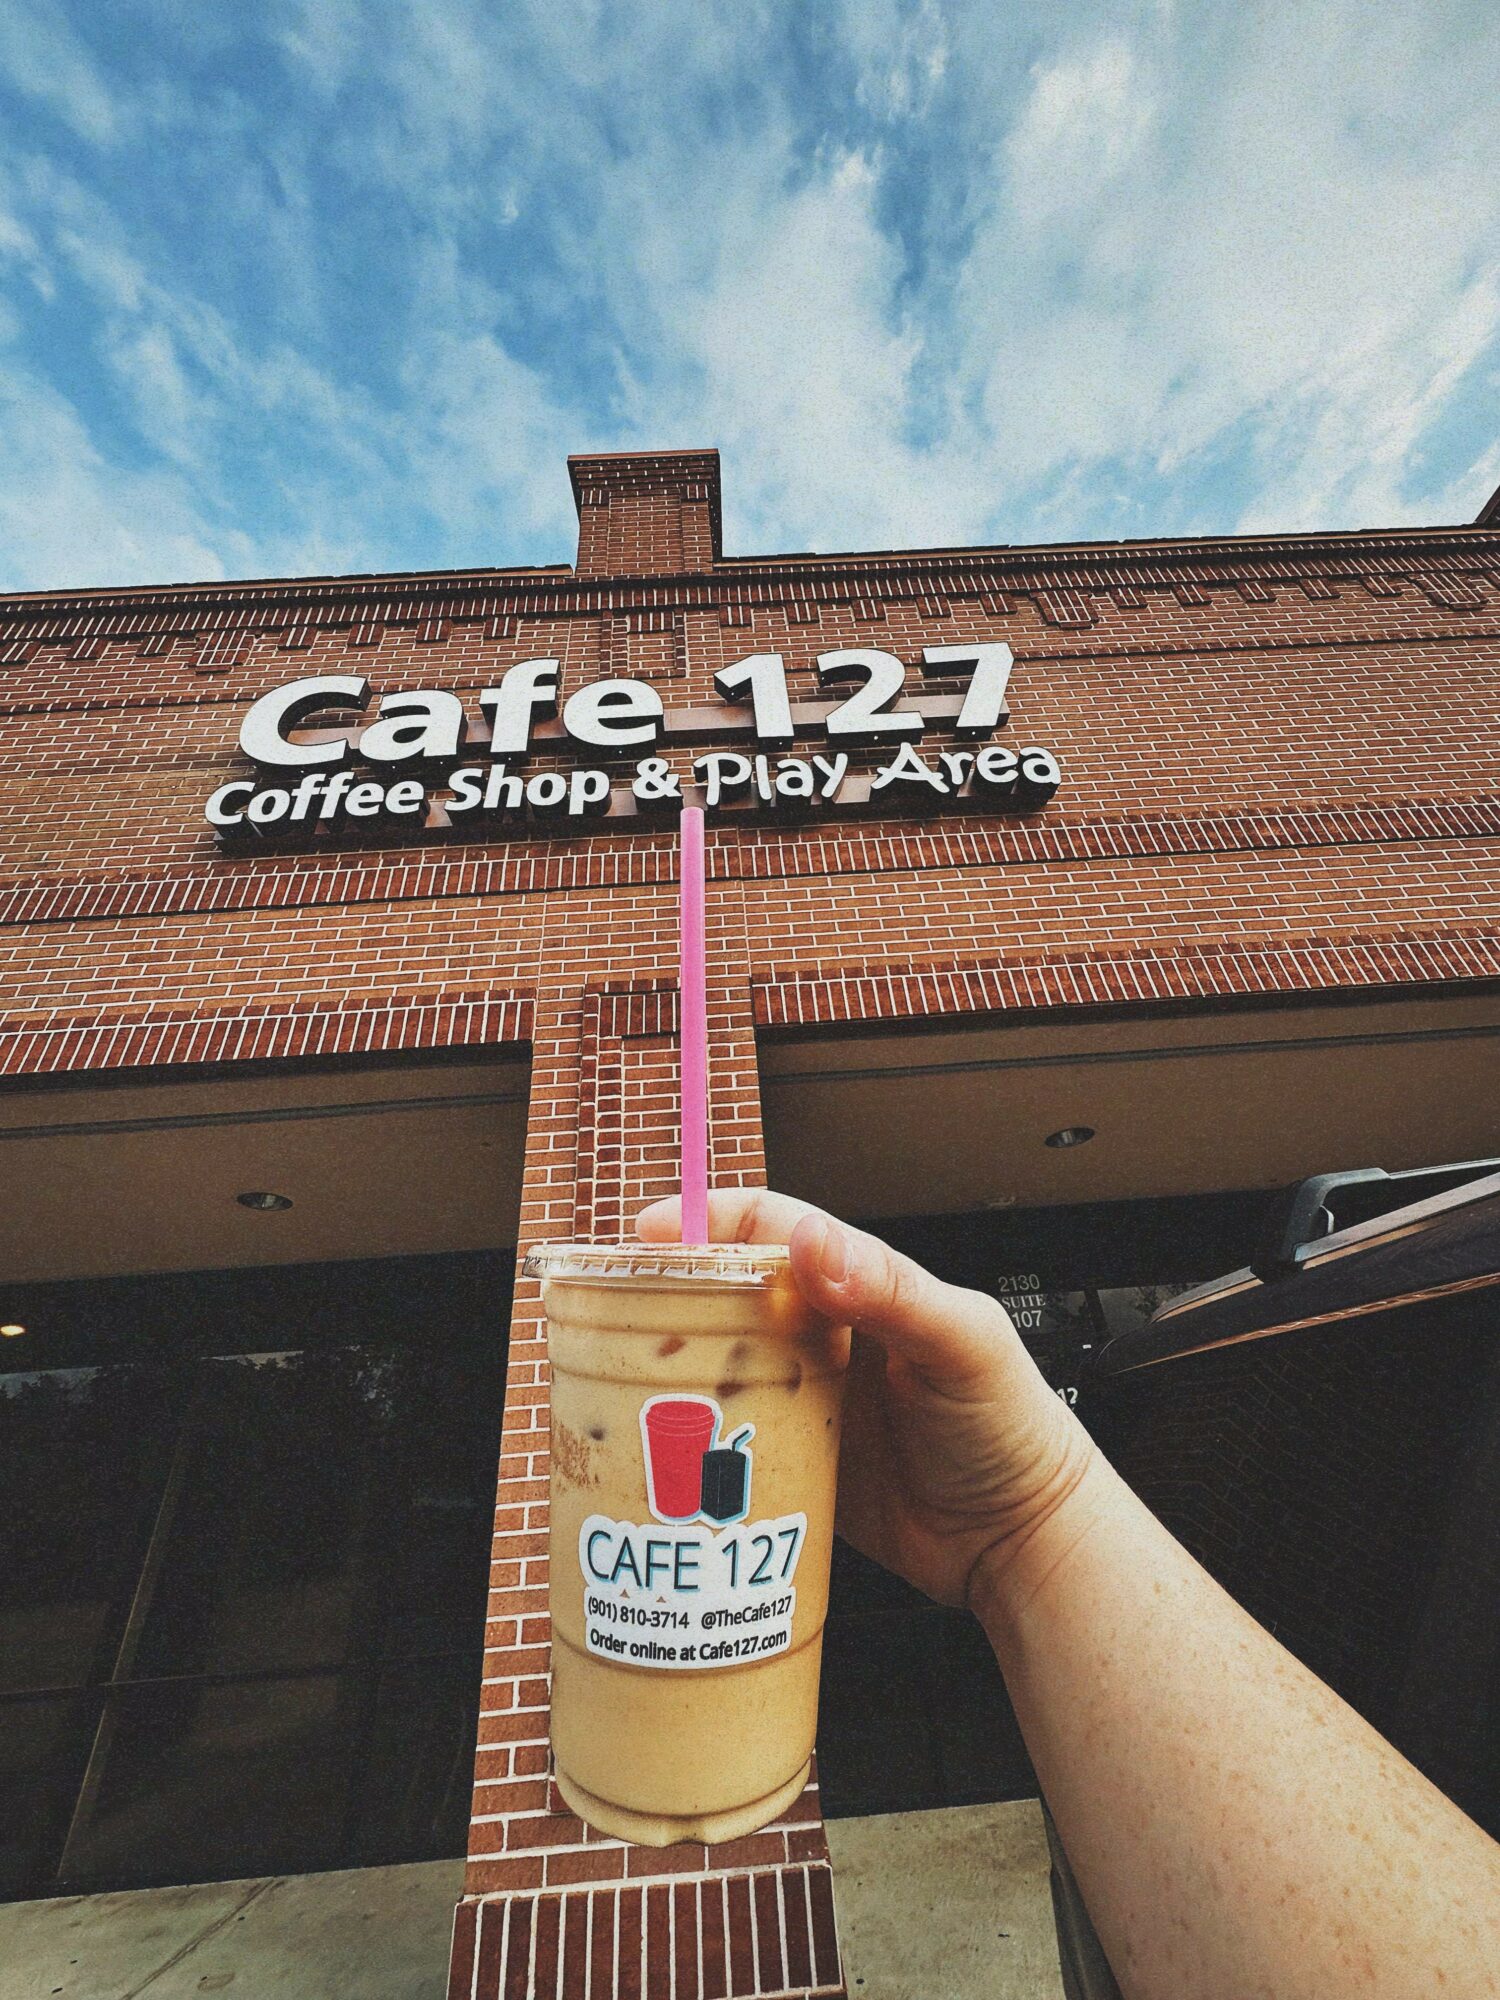 Cafe 127
Coffee Shop & Play Area
2130
SUITE
107
CAFE 127
(901) 810-3714 @TheCafe127
Order online at Cafe127.com